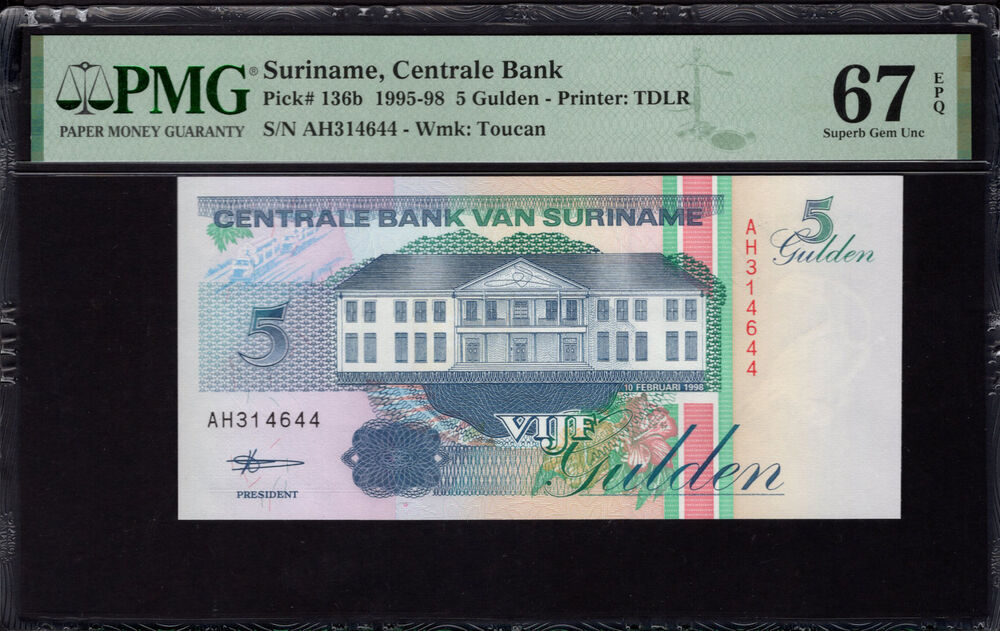 PMG®
PAPER MONEY GUARANTY
Suriname, Centrale Bank
Pick# 136b 1995-98 5 Gulden - Printer: TDLR
S/N AH314644 - Wmk: Toucan
67 EPQ
Superb Gem Unc
CENTRALE BANK VAN SURINAME
5
Gulden
AH314644
5
10 FEBRUARI 1998
AH314644
VIJF
Gulden
PRESIDENT